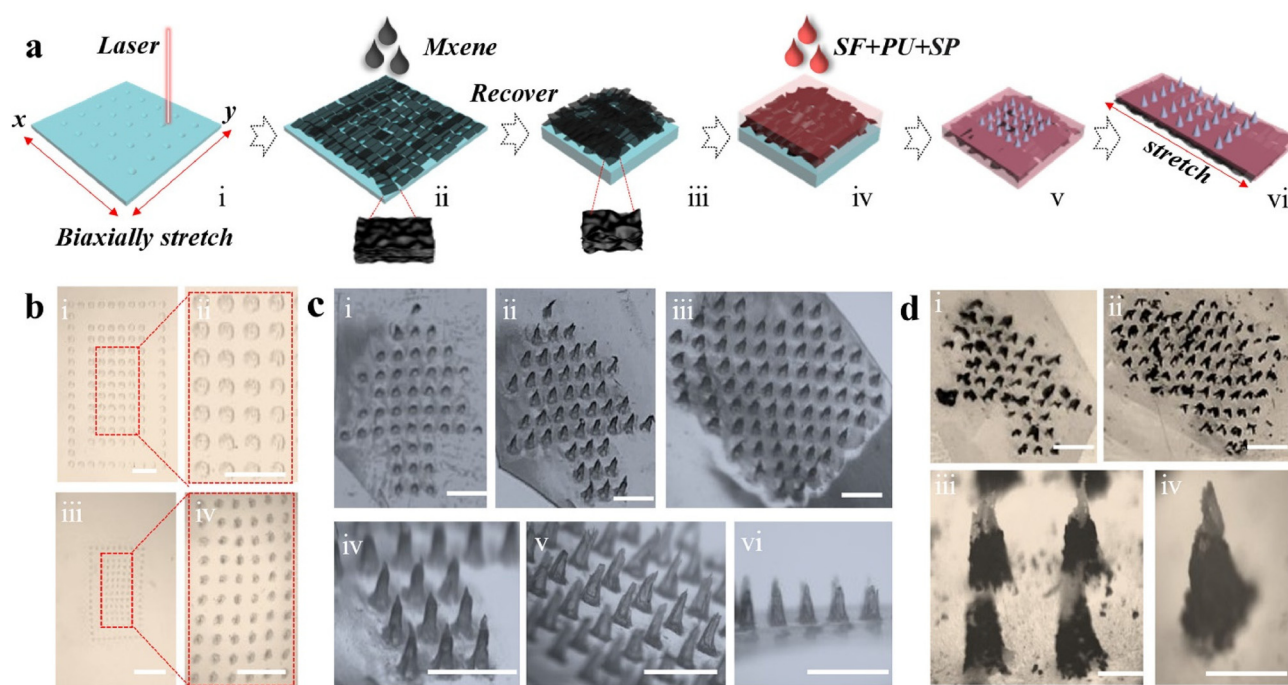 a
Laser
Mxene
SF+PU+SP
Recover
x
y
stretch
Biaxially stretch
i
ii
iii
iv
v
vi
b
i
ii
iii
iv
c
i
ii
iii
iv
v
vi
d
i
ii
iii
iv